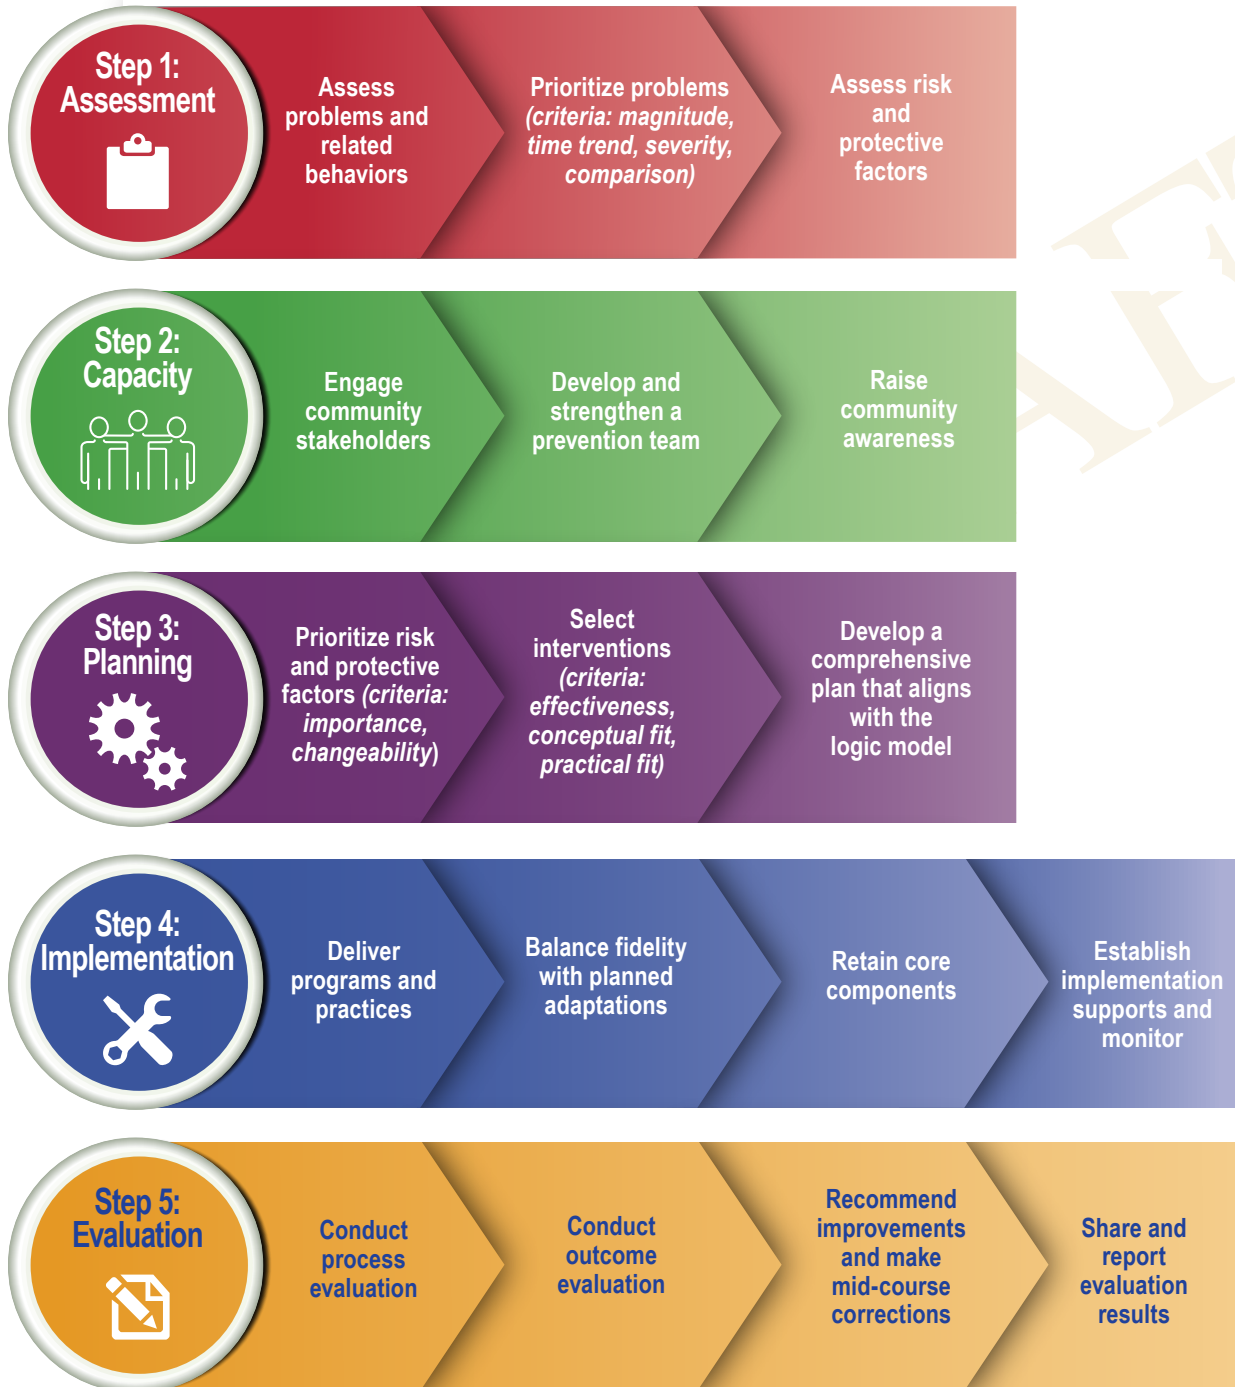 Step 1:
Assessment
Assess
problems and
related
behaviors
Prioritize problems
(criteria: magnitude,
time trend, severity,
comparison)
Assess risk
and
protective
factors
Step 2:
Capacity
Engage
community
stakeholders
Develop and
strengthen a
prevention team
Raise
community
awareness
Step 3:
Planning
Prioritize risk
and protective
factors (criteria:
importance,
changeability)
Select
interventions
(criteria:
effectiveness,
conceptual fit,
practical fit)
Develop a
comprehensive
plan that aligns
with the
logic model
Step 4:
Implementation
Deliver
programs and
practices
Balance fidelity
with planned
adaptations
Retain core
components
Establish
implementation
supports and
monitor
Step 5:
Evaluation
Conduct
process
evaluation
Conduct
outcome
evaluation
Recommend
improvements
and make
mid-course
corrections
Share and
report
evaluation
results